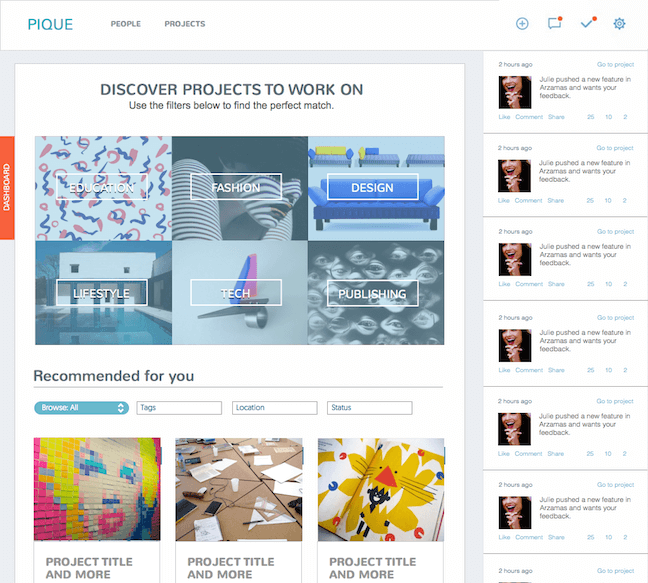 PIQUE
PEOPLE
PROJECTS
DASHBOARD
DISCOVER PROJECTS TO WORK ON
Use the filters below to find the perfect match.
EDUCATION
FASHION
DESIGN
LIFESTYLE
TECH
PUBLISHING
Recommended for you
Browse: All
Tags
Location
Status
PROJECT TITLE
AND MORE
PROJECT TITLE
AND MORE
PROJECT TITLE
AND MORE
2 hours ago Go to project
Julie pushed a new feature in
Arzamas and wants your
feedback.
Like Comment Share 25 10 2
2 hours ago Go to project
Julie pushed a new feature in
Arzamas and wants your
feedback.
Like Comment Share 25 10 2
2 hours ago Go to project
Julie pushed a new feature in
Arzamas and wants your
feedback.
Like Comment Share 25 10 2
2 hours ago Go to project
Julie pushed a new feature in
Arzamas and wants your
feedback.
Like Comment Share 25 10 2
2 hours ago Go to project
Julie pushed a new feature in
Arzamas and wants your
feedback.
Like Comment Share 25 10 2
2 hours ago Go to project
Julie pushed a new feature in
Arzamas and wants your
feedback.
Like Comment Share 25 10 2
2 hours ago Go to project